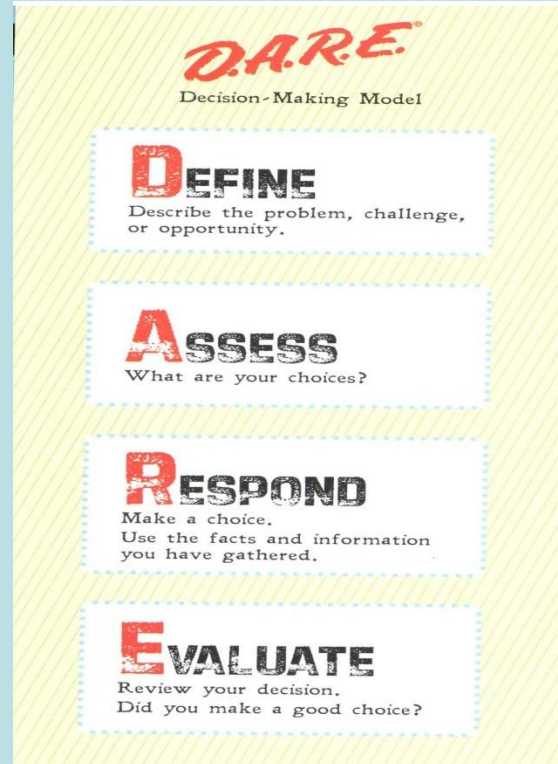 D.A.R.E.®
Decision-Making Model
DEFINE
Describe the problem, challenge,
or opportunity.
ASSESS
What are your choices?
RESPOND
Make a choice.
Use the facts and information
you have gathered.
EVALUATE
Review your decision.
Did you make a good choice?